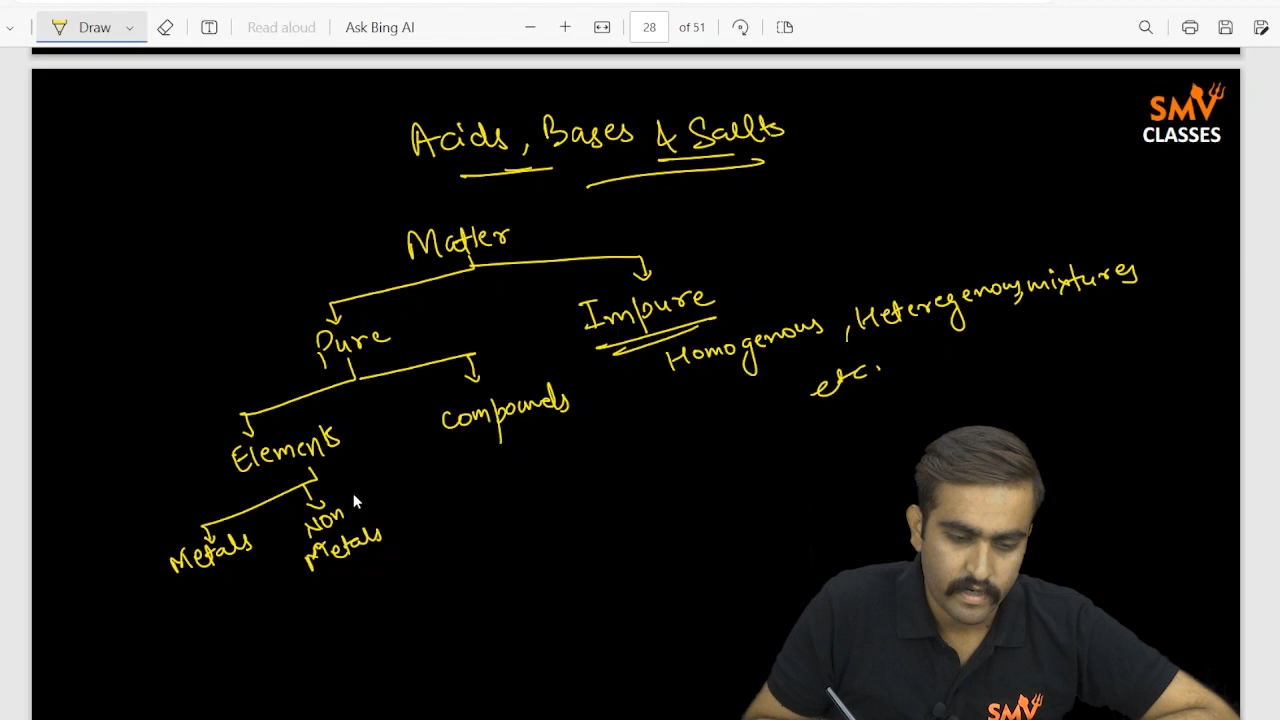 Draw
Read aloud
Ask Bing AI
28
of 51
SMV
CLASSES
Acids, Bases & Salts
Matter
Pure
Impure
Homogenous, Heteregenous, mixtures
etc.
Elements
Compounds
Metals
Non
Metals
SMV